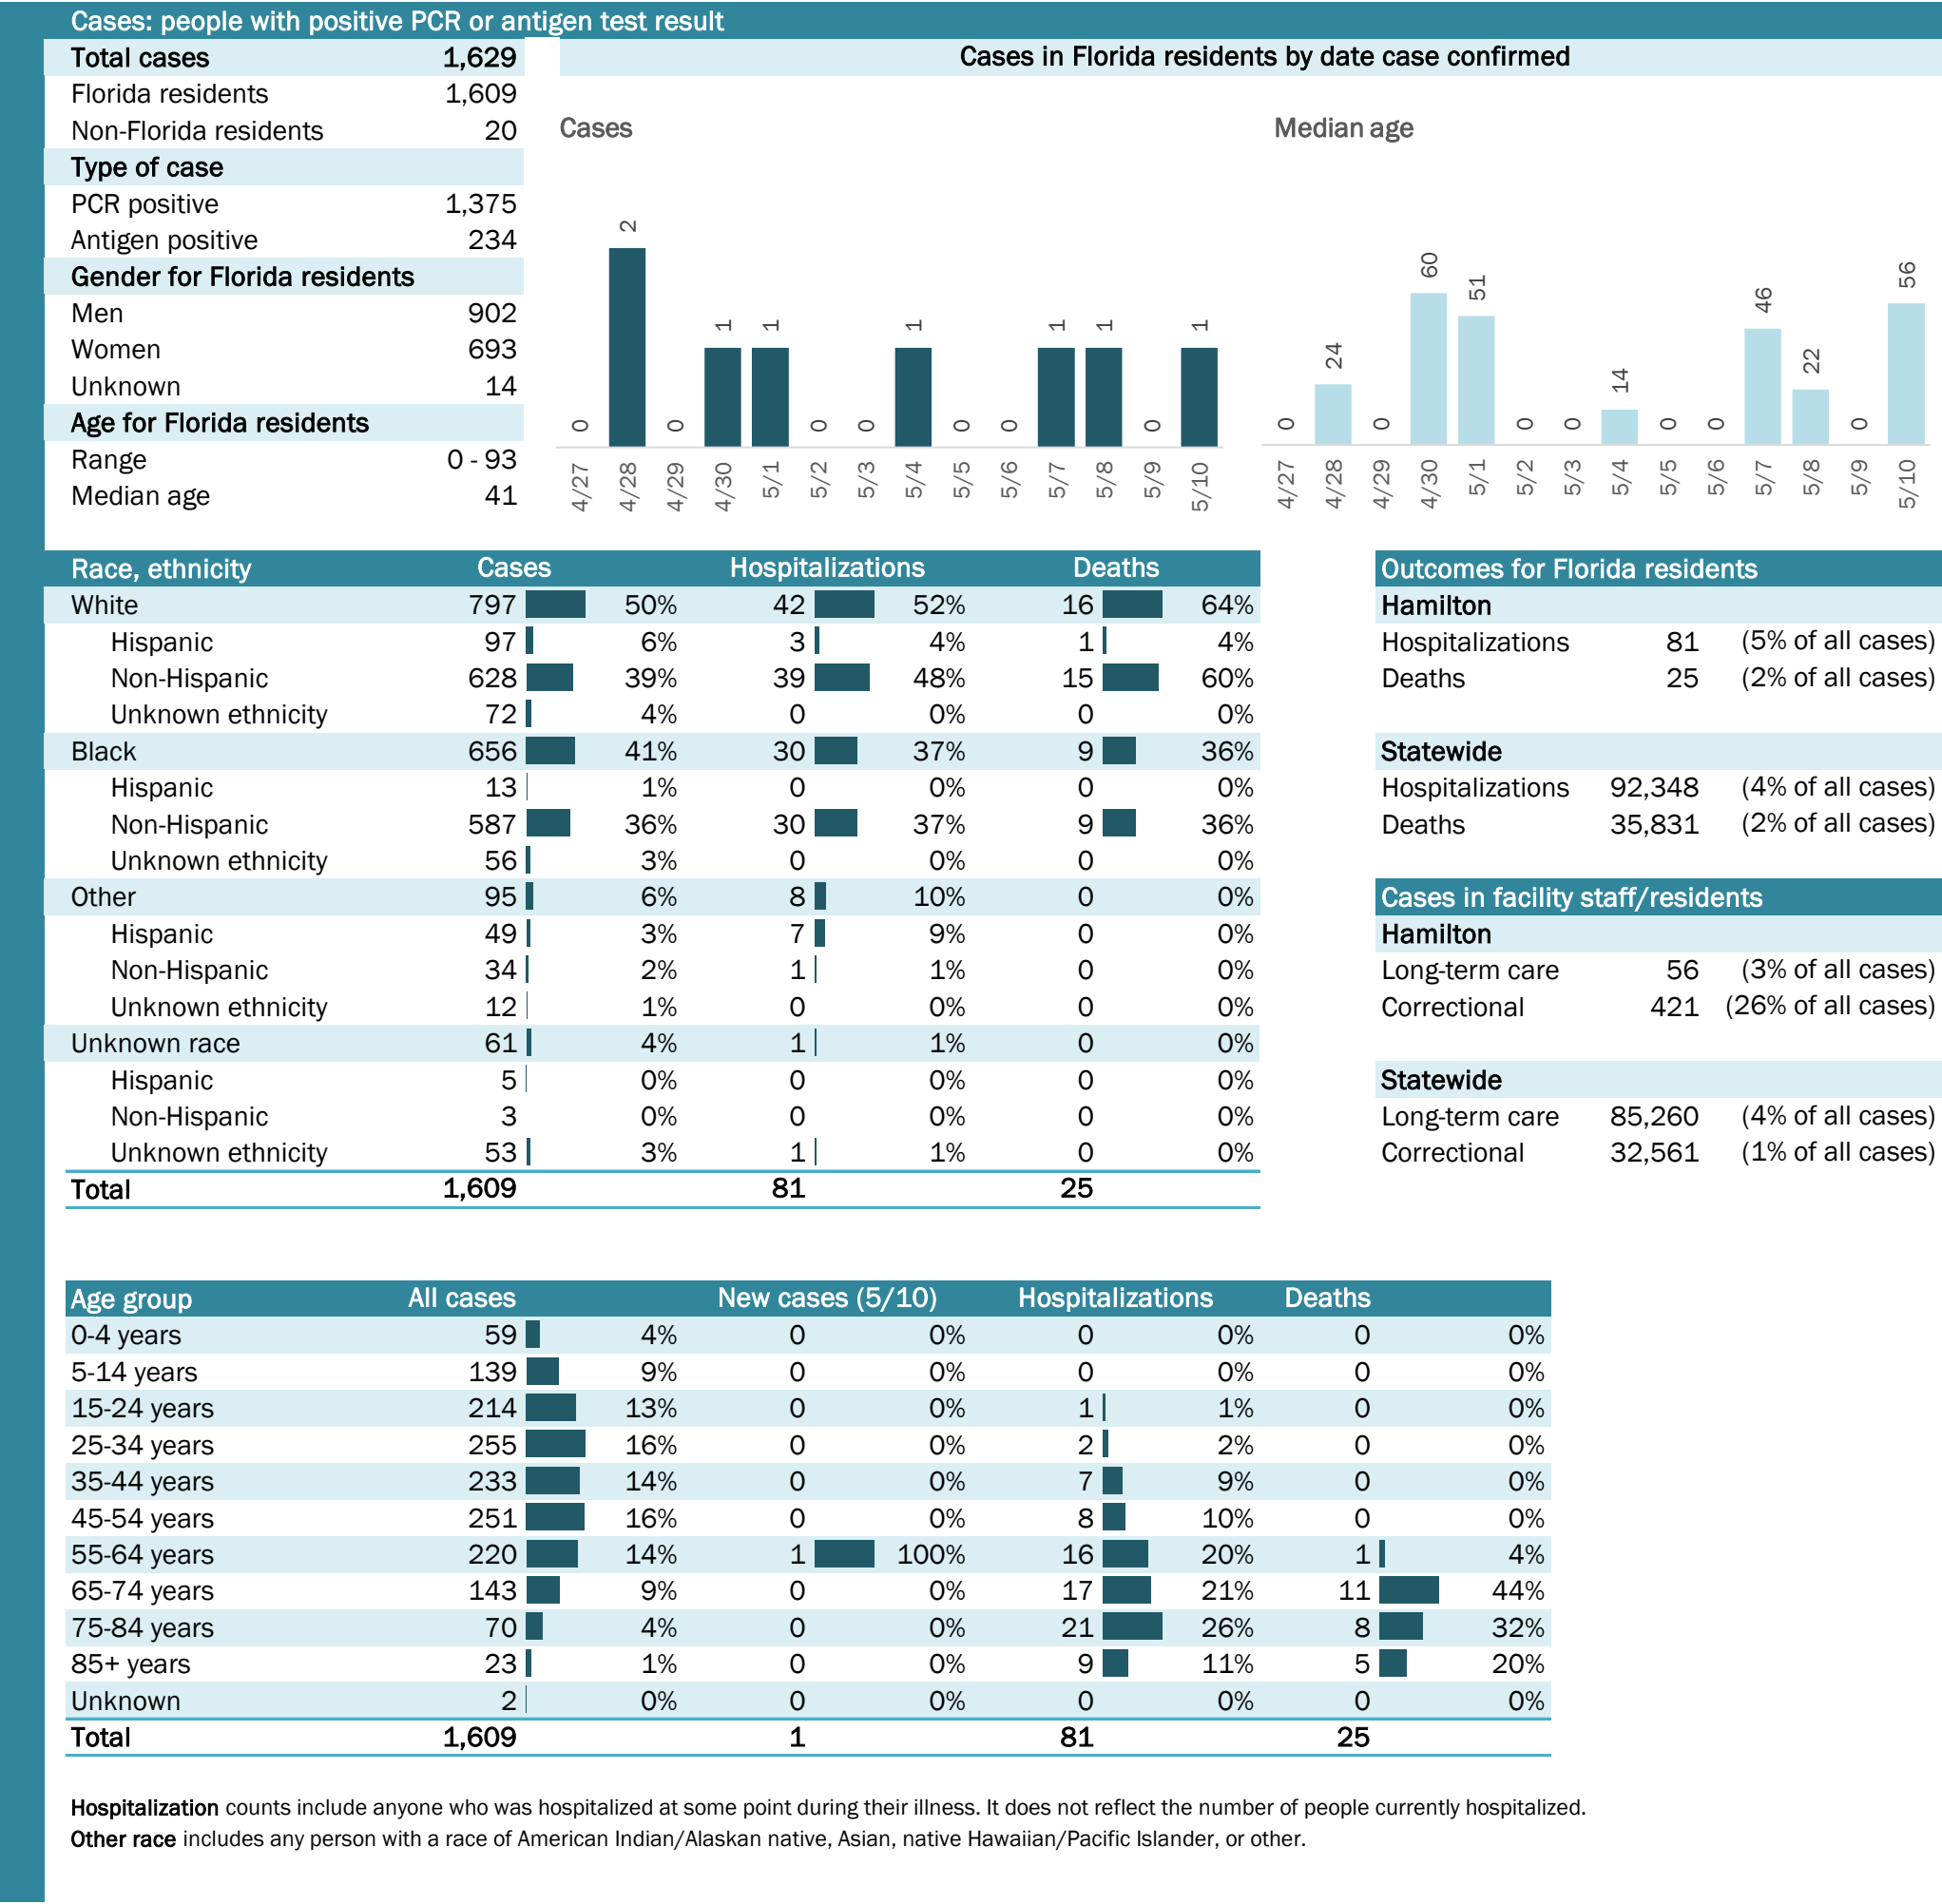 Cases: people with positive PCR or antigen test result
Total cases 1,629
Florida residents 1,609
Non-Florida residents 20
Type of case
PCR positive 1,375
Antigen positive 234
Gender for Florida residents
Men 902
Women 693
Unknown 14
Age for Florida residents
Range 0 - 93
Median age 41
Cases in Florida residents by date case confirmed
Cases
0 2 0 1 1 0 0 1 0 0 1 1 0 1
4/27 4/28 4/29 4/30 5/1 5/2 5/3 5/4 5/5 5/6 5/7 5/8 5/9 5/10
Median age
0 24 0 60 51 0 0 14 0 0 46 22 0 56
4/27 4/28 4/29 4/30 5/1 5/2 5/3 5/4 5/5 5/6 5/7 5/8 5/9 5/10
Race, ethnicity Cases Hospitalizations Deaths
White 797 50% 42 52% 16 64%
Hispanic 97 6% 3 4% 1 4%
Non-Hispanic 628 39% 39 48% 15 60%
Unknown ethnicity 72 4% 0 0% 0 0%
Black 656 41% 30 37% 9 36%
Hispanic 13 1% 0 0% 0 0%
Non-Hispanic 587 36% 30 37% 9 36%
Unknown ethnicity 56 3% 0 0% 0 0%
Other 95 6% 8 10% 0 0%
Hispanic 49 3% 7 9% 0 0%
Non-Hispanic 34 2% 1 1% 0 0%
Unknown ethnicity 12 1% 0 0% 0 0%
Unknown race 61 4% 1 1% 0 0%
Hispanic 5 0% 0 0% 0 0%
Non-Hispanic 3 0% 0 0% 0 0%
Unknown ethnicity 53 3% 1 1% 0 0%
Total 1,609 81 25
Outcomes for Florida residents
Hamilton
Hospitalizations 81 (5% of all cases)
Deaths 25 (2% of all cases)
Statewide
Hospitalizations 92,348 (4% of all cases)
Deaths 35,831 (2% of all cases)
Cases in facility staff/residents
Hamilton
Long-term care 56 (3% of all cases)
Correctional 421 (26% of all cases)
Statewide
Long-term care 85,260 (4% of all cases)
Correctional 32,561 (1% of all cases)
Age group All cases New cases (5/10) Hospitalizations Deaths
0-4 years 59 4% 0 0% 0 0% 0 0%
5-14 years 139 9% 0 0% 0 0% 0 0%
15-24 years 214 13% 0 0% 1 1% 0 0%
25-34 years 255 16% 0 0% 2 2% 0 0%
35-44 years 233 14% 0 0% 7 9% 0 0%
45-54 years 251 16% 0 0% 8 10% 0 0%
55-64 years 220 14% 1 100% 16 20% 1 4%
65-74 years 143 9% 0 0% 17 21% 11 44%
75-84 years 70 4% 0 0% 21 26% 8 32%
85+ years 23 1% 0 0% 9 11% 5 20%
Unknown 2 0% 0 0% 0 0% 0 0%
Total 1,609 1 81 25
Hospitalization counts include anyone who was hospitalized at some point during their illness. It does not reflect the number of people currently hospitalized.
Other race includes any person with a race of American Indian/Alaskan native, Asian, native Hawaiian/Pacific Islander, or other.